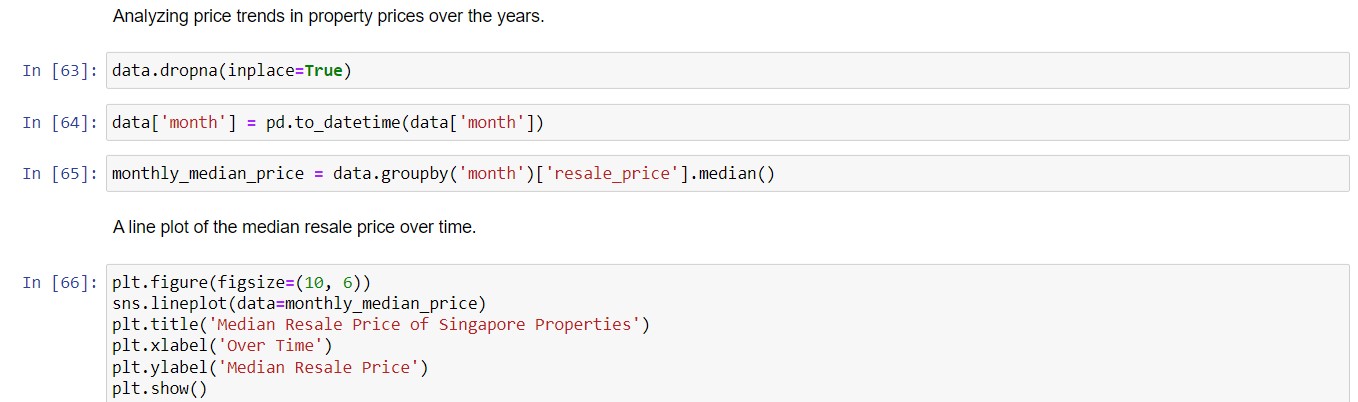 Analyzing price trends in property prices over the years.
In [63]: data.dropna(inplace=True)
In [64]: data['month'] = pd.to_datetime(data['month'])
In [65]: monthly_median_price = data.groupby('month')['resale_price'].median()
A line plot of the median resale price over time.
In [66]: plt.figure(figsize=(10, 6))
sns.lineplot(data=monthly_median_price)
plt.title('Median Resale Price of Singapore Properties')
plt.xlabel('Over Time')
plt.ylabel('Median Resale Price')
plt.show()